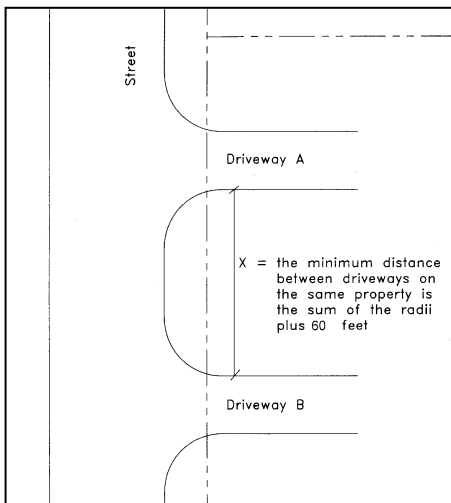 Street
Driveway A
X = the minimum distance
between driveways on
the same property is
the sum of the radii
plus 60 feet
Driveway B